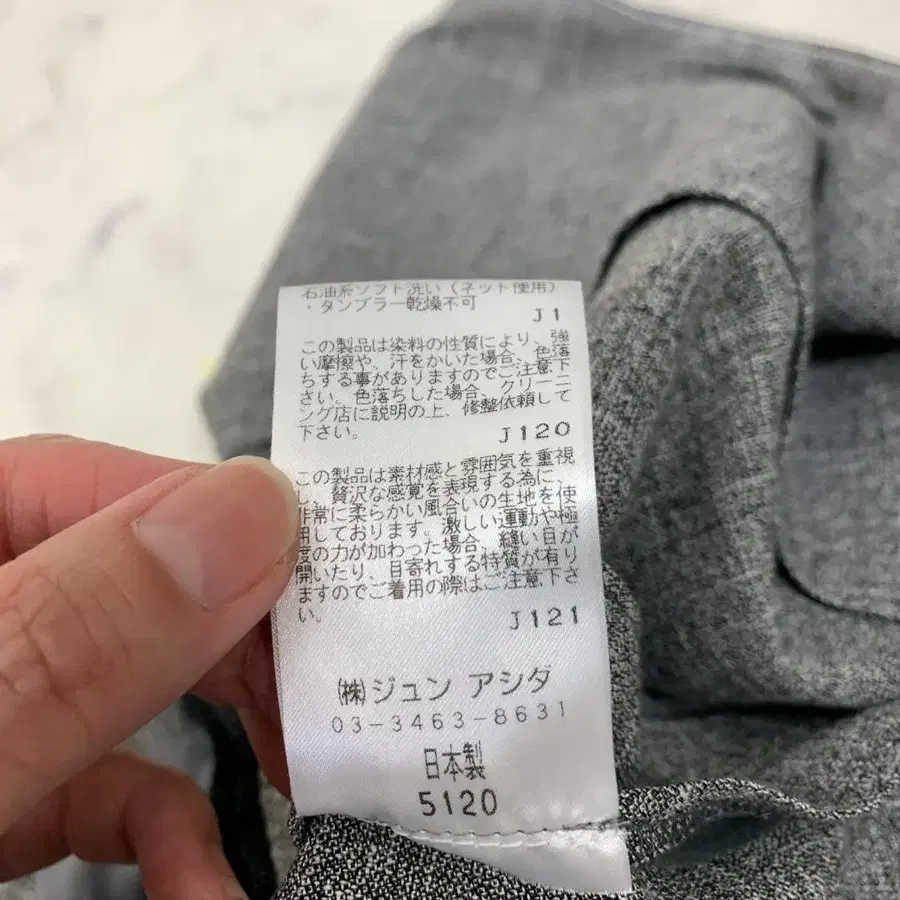 石油系ソフト洗い(ネット使用)
・タンブラー乾燥不可
J1
この製品は染料の性質により、強
い摩擦や、汗をかいた場合、色落
ちする事がありますのでご注意下
さい。色落ちした場合、クリーニ
ング店に説明の上、修整依頼して
下さい。
J120
この製品は素材感と雰囲気を重視
し、贅沢な感覚を表現する為に、
非常に柔らかい風合いの生地を使
用しております。激しい運動や極
度の力が加わった場合、縫い目が
開いたり、目寄れする特質が有り
ますのでご着用の際はご注意下さ
い。
J121
(株)ジュン アシダ
03-3463-8631
日本製
5120